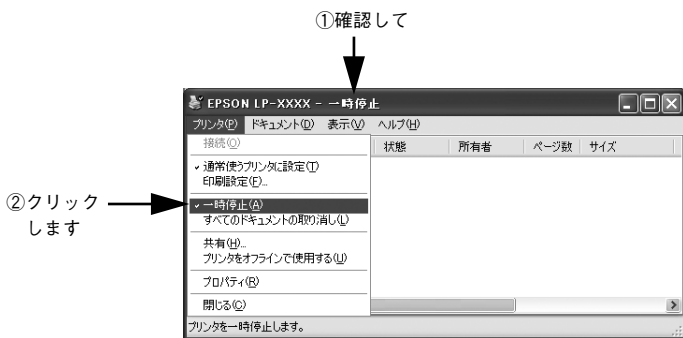 ①確認して
EPSON LP-XXXX - 一時停止
プリンタ(P) ドキュメント(D) 表示(V) ヘルプ(H)
接続(O)
状態 所有者 ページ数 サイズ
通常使うプリンタに設定(T)
印刷設定(F)...
②クリック
します
一時停止(A)
すべてのドキュメントの取り消し(L)
共有(H)...
プリンタをオフラインで使用する(U)
プロパティ(R)
閉じる(C)
プリンタを一時停止します。